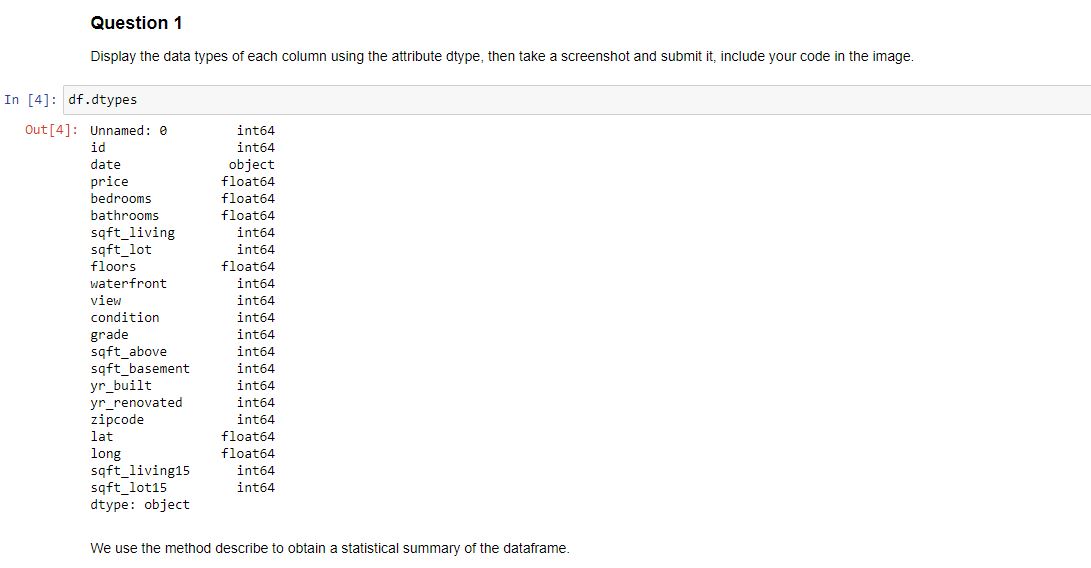 Question 1
Display the data types of each column using the attribute dtype, then take a screenshot and submit it, include your code in the image.
In [4]: df.dtypes
Out[4]: Unnamed: 0 int64
id int64
date object
price float64
bedrooms float64
bathrooms float64
sqft_living int64
sqft_lot int64
floors float64
waterfront int64
view int64
condition int64
grade int64
sqft_above int64
sqft_basement int64
yr_built int64
yr_renovated int64
zipcode int64
lat float64
long float64
sqft_living15 int64
sqft_lot15 int64
dtype: object
We use the method describe to obtain a statistical summary of the dataframe.